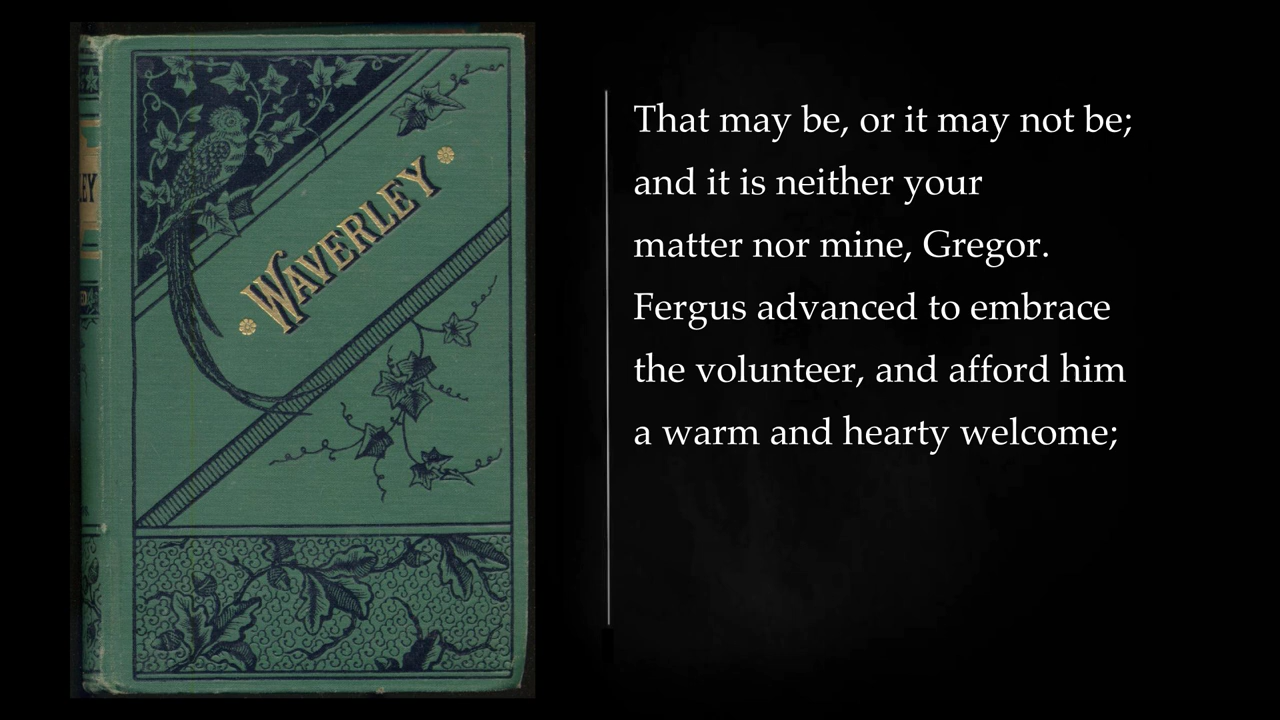 WAVERLEY
LEY
That may be, or it may not be;
and it is neither your
matter nor mine, Gregor.
Fergus advanced to embrace
the volunteer, and afford him
a warm and hearty welcome;